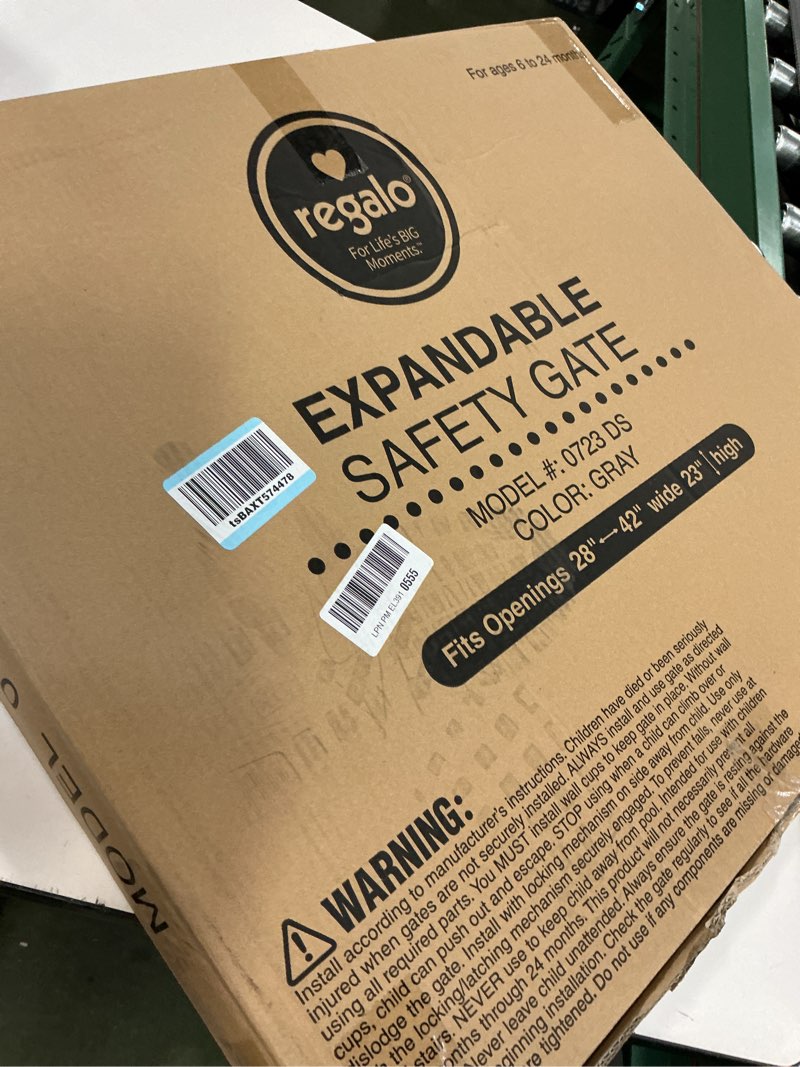 For ages 6 to 24 months
regalo®
For Life's BIG
Moments.™
EXPANDABLE
SAFETY GATE
MODEL #: 0723 DS
COLOR: GRAY
Fits Openings 28" ↔ 42" wide 23" | high
tsBAXT574478
LPN PM EL391 0555
WARNING:
Install according to manufacturer's instructions. Children have died or been seriously
injured when gates are not securely installed. ALWAYS install and use gate as directed
using all required parts. You MUST install wall cups to keep gate in place. Without wall
cups, child can push out and escape. STOP using when a child can climb over or
dislodge the gate. Install with locking mechanism on side away from child. Use only
the locking/latching mechanism securely engaged. To prevent falls, never use at
stairs. NEVER use to keep child away from pool. Intended for use with children
months through 24 months. This product will not necessarily prevent all
Never leave child unattended. Always ensure the gate is resting against the
ginning installation. Check the gate regularly to see if all the hardware
re tightened. Do not use if any components are missing or damaged
MODEL